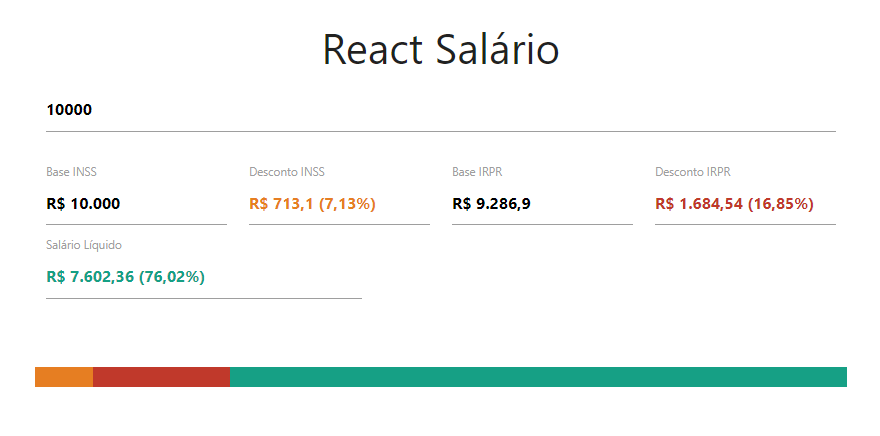 React Salário
10000
Base INSS
Desconto INSS
Base IRPR
Desconto IRPR
R$ 10.000
R$ 713,1 (7,13%)
R$ 9.286,9
R$ 1.684,54 (16,85%)
Salário Líquido
R$ 7.602,36 (76,02%)